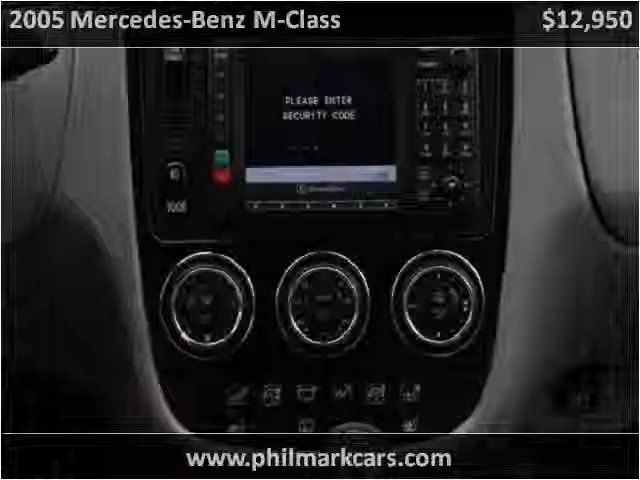 2005 Mercedes-Benz M-Class $12,950
PLEASE ENTER
SECURITY CODE
www.philmarkcars.com